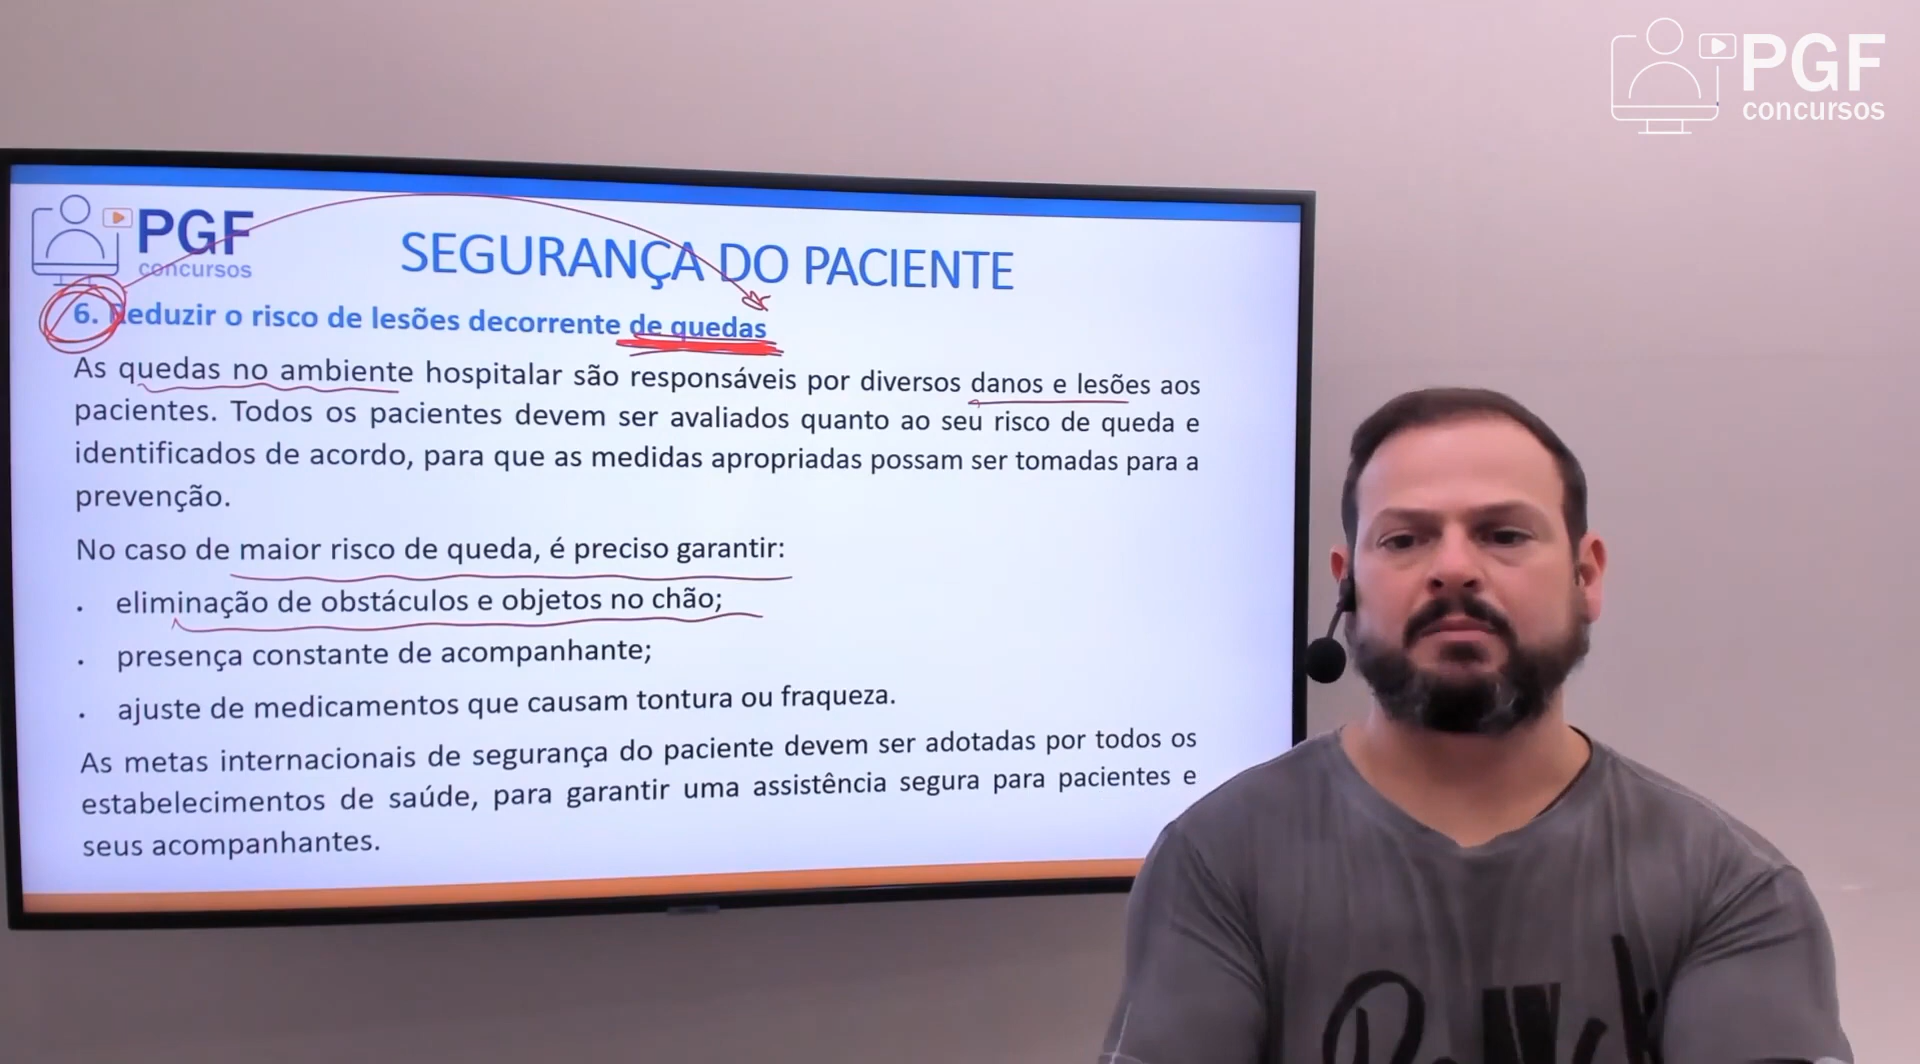 PGF
concursos
PGF
concursos
SEGURANÇA DO PACIENTE
6. Reduzir o risco de lesões decorrente de quedas
As quedas no ambiente hospitalar são responsáveis por diversos danos e lesões aos
pacientes. Todos os pacientes devem ser avaliados quanto ao seu risco de queda e
identificados de acordo, para que as medidas apropriadas possam ser tomadas para a
prevenção.
No caso de maior risco de queda, é preciso garantir:
. eliminação de obstáculos e objetos no chão;
. presença constante de acompanhante;
. ajuste de medicamentos que causam tontura ou fraqueza.
As metas internacionais de segurança do paciente devem ser adotadas por todos os
estabelecimentos de saúde, para garantir uma assistência segura para pacientes e
seus acompanhantes.